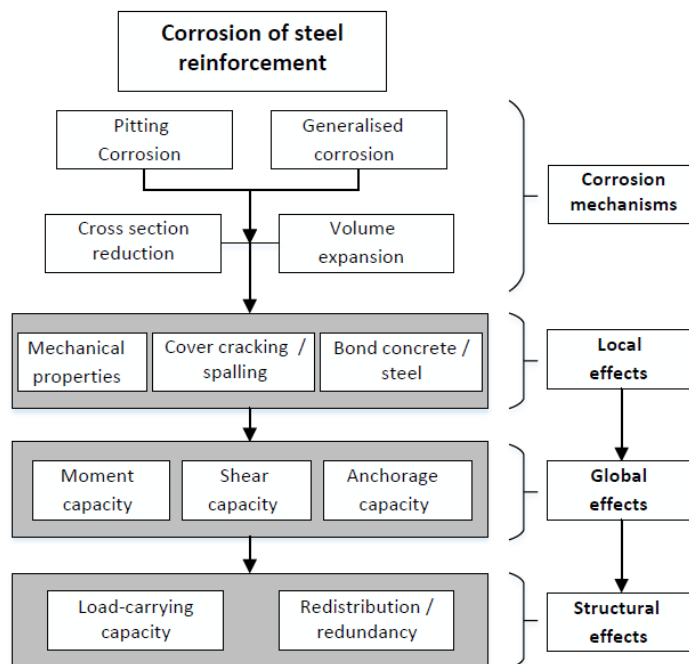 Corrosion of steel
reinforcement
Pitting
Corrosion
Generalised
corrosion
Corrosion
mechanisms
Cross section
reduction
Volume
expansion
Mechanical
properties
Cover cracking /
spalling
Bond concrete /
steel
Local
effects
Moment
capacity
Shear
capacity
Anchorage
capacity
Global
effects
Load-carrying
capacity
Redistribution /
redundancy
Structural
effects